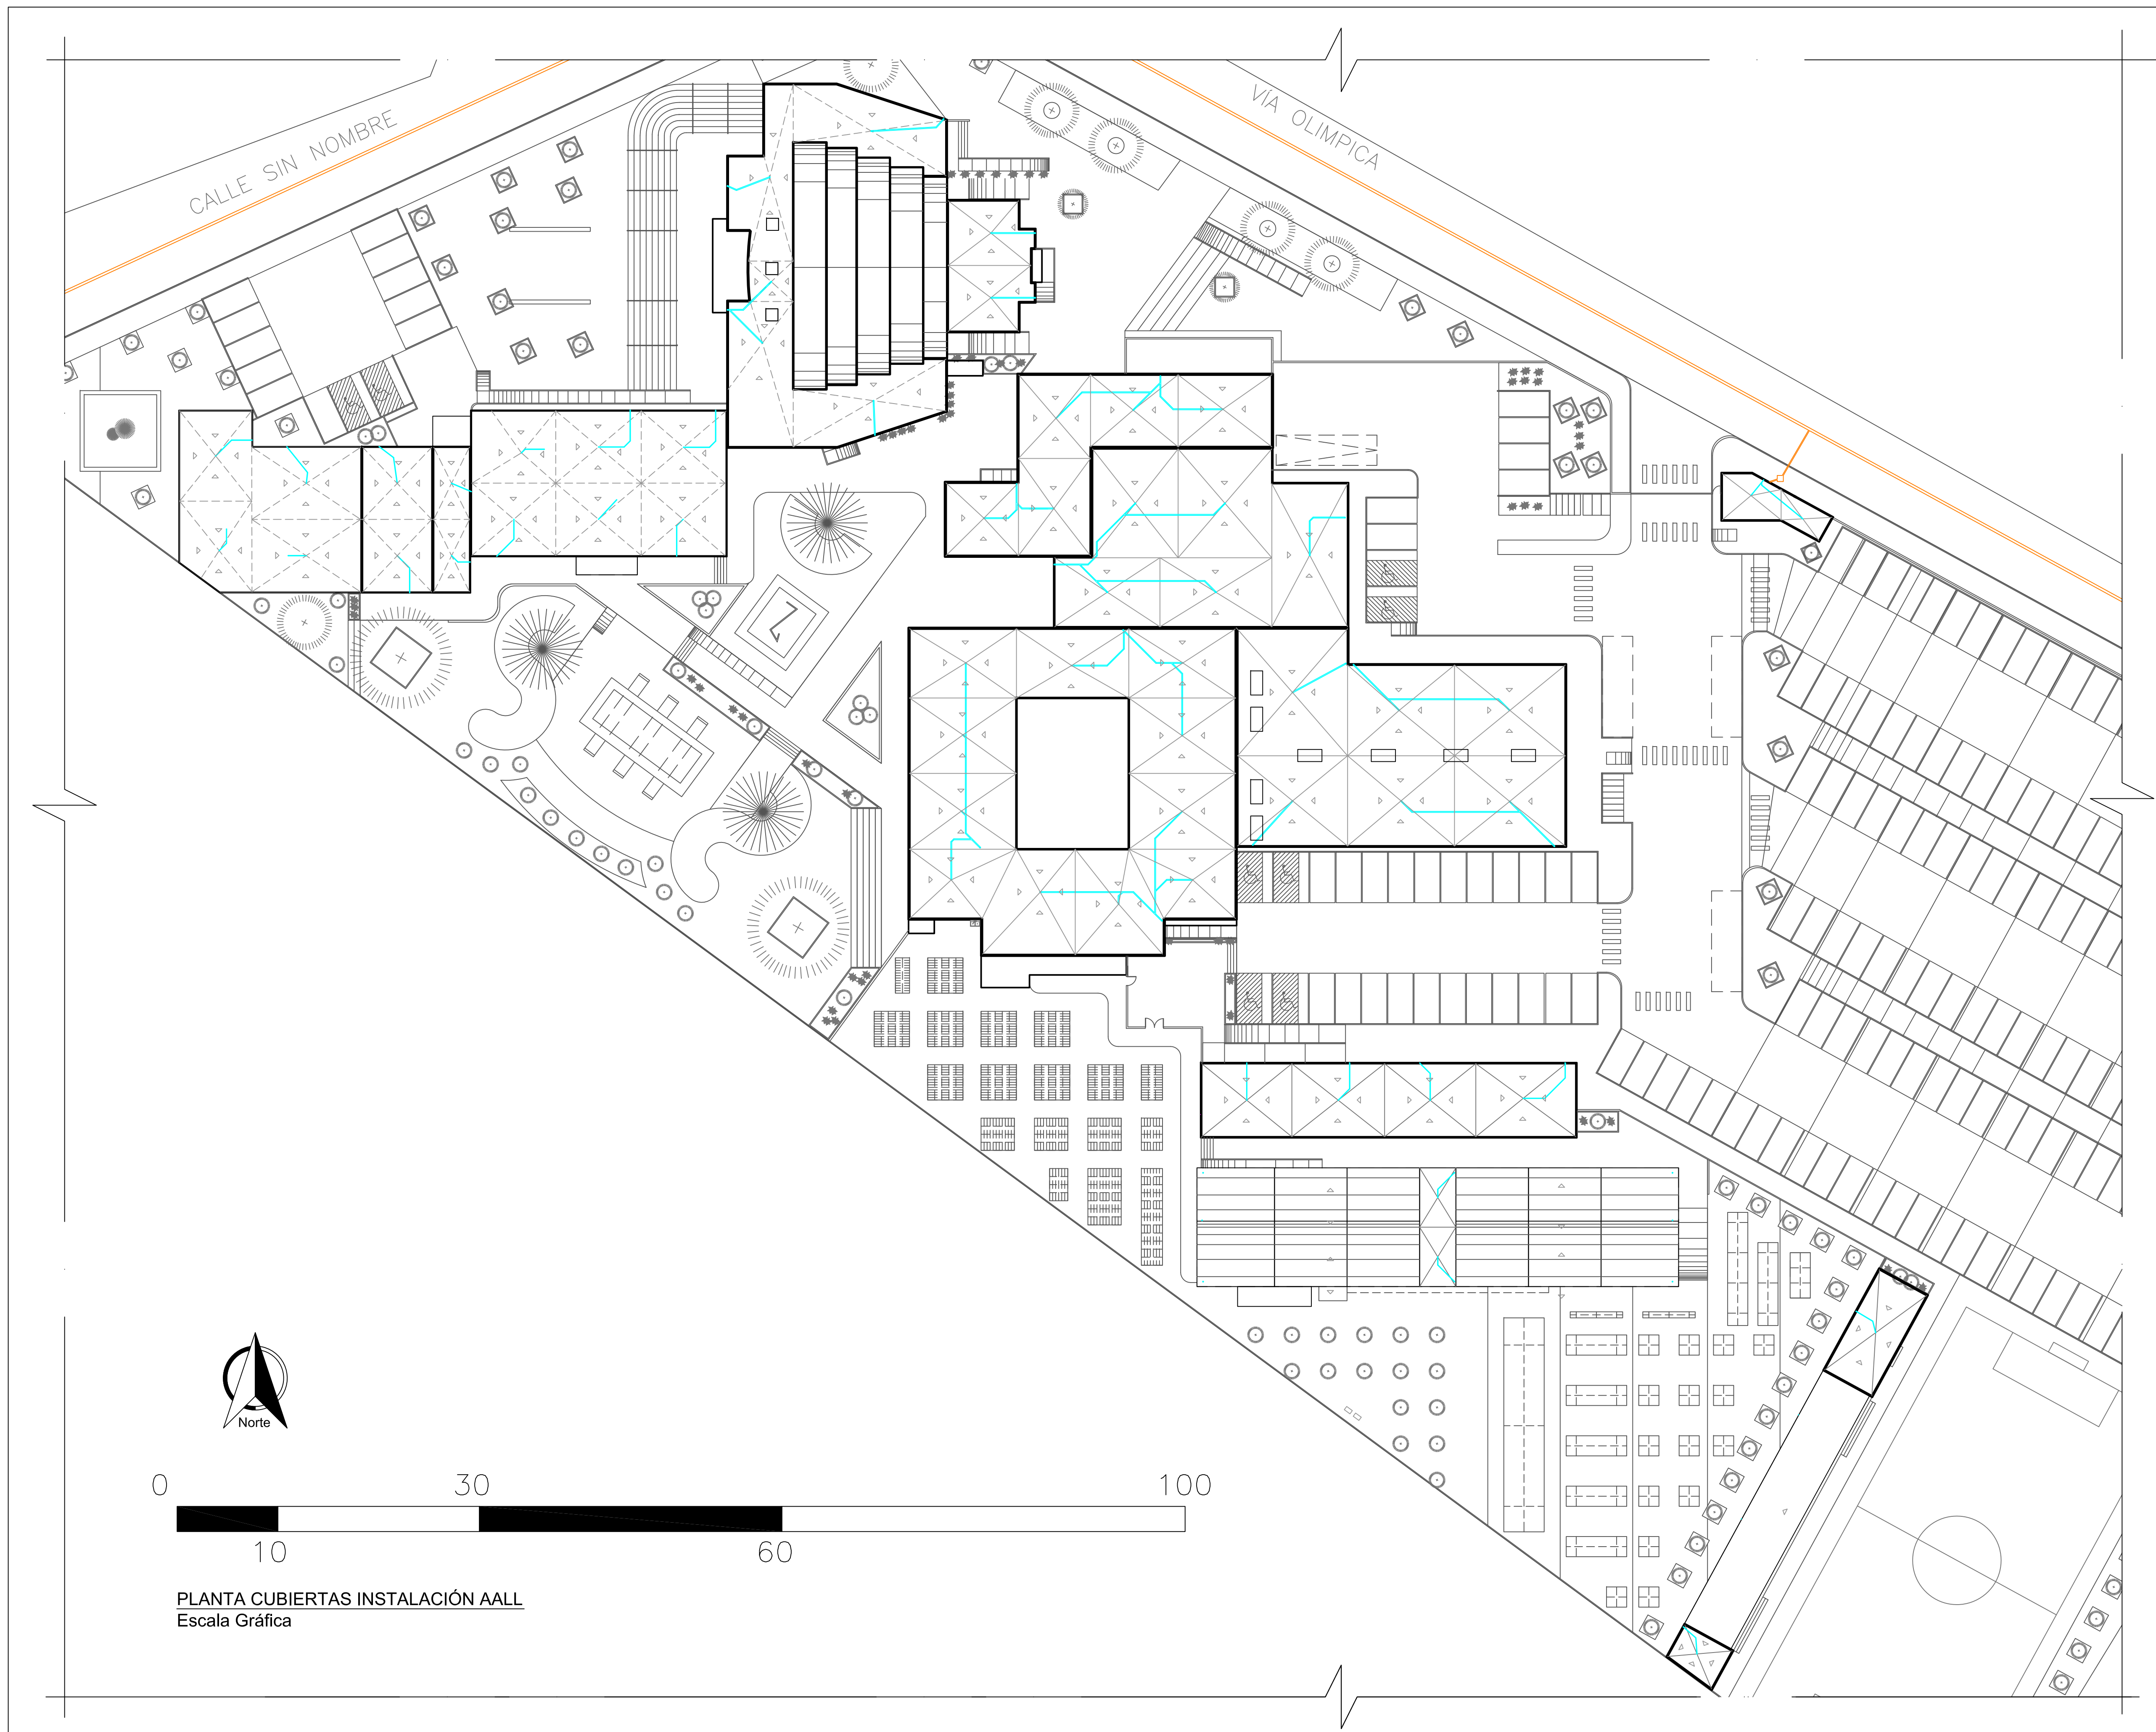 CALLE SIN NOMBRE
VÍA OLIMPICA
Norte
0
30
100
10
60
PLANTA CUBIERTAS INSTALACIÓN AALL
Escala Gráfica